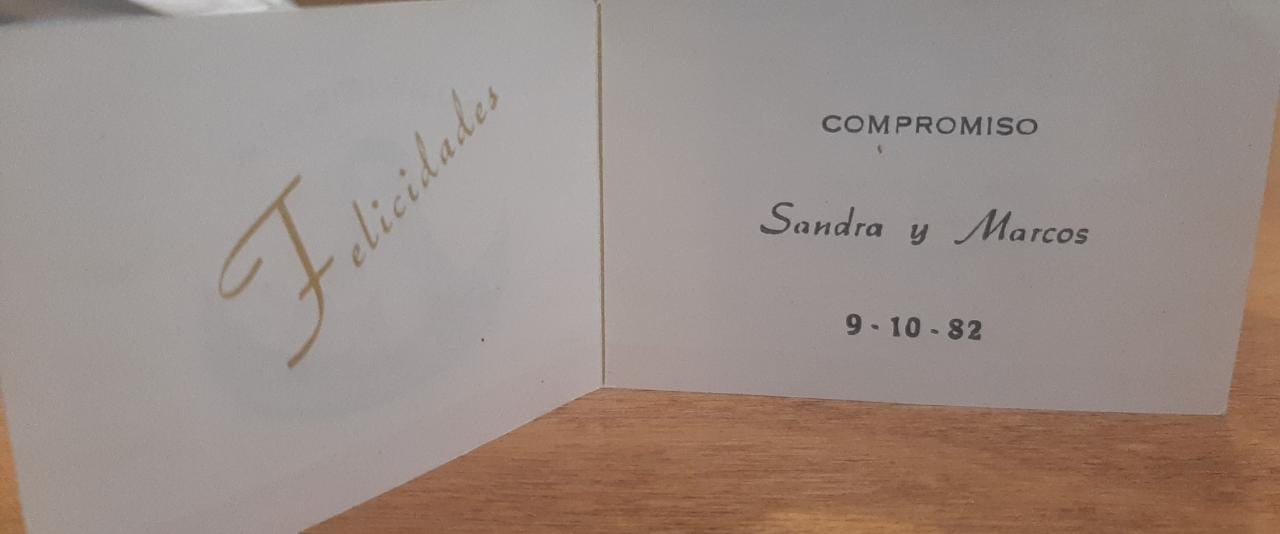 Felicidades
COMPROMISO
Sandra y Marcos
9-10-82